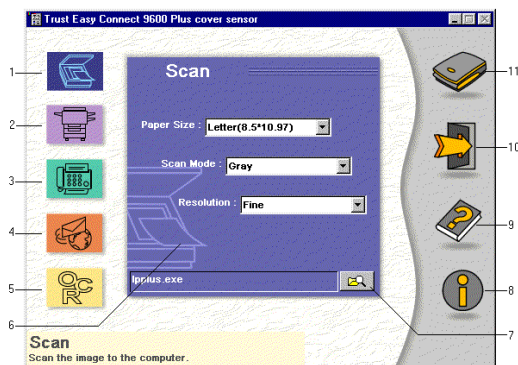 Trust Easy Connect 9600 Plus cover sensor
Scan
Paper Size : Letter(8.5*10.97)
Scan Mode : Gray
Resolution : Fine
Ipplus.exe
OCR
Scan
Scan the image to the computer.
1
2
3
4
5
6
11
10
9
8
7